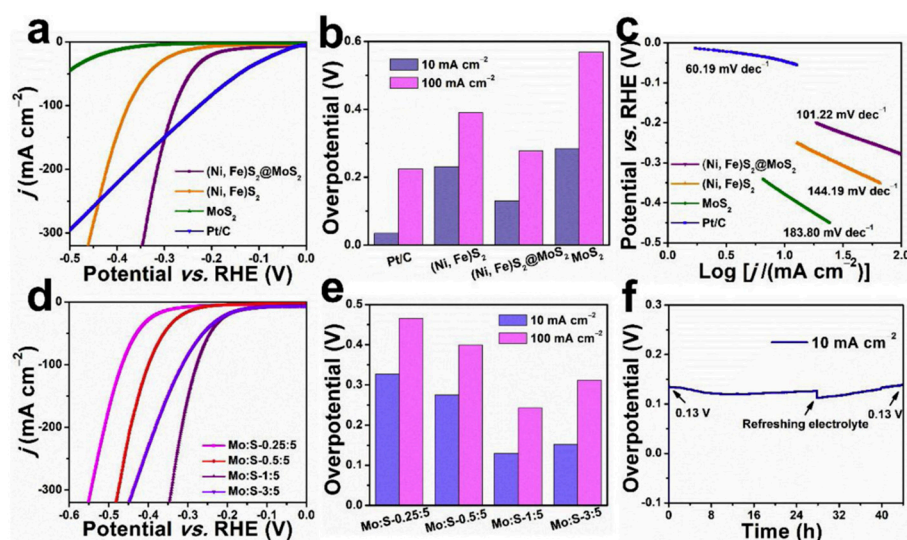 a
0
-100
-200
-300
j (mA cm⁻²)
(Ni, Fe)S₂@MoS₂
(Ni, Fe)S₂
MoS₂
Pt/C
-0.5 -0.4 -0.3 -0.2 -0.1 0.0
Potential vs. RHE (V)
b
0.6
0.4
0.2
0.0
Overpotential (V)
10 mA cm⁻²
100 mA cm⁻²
Pt/C (Ni, Fe)S₂ (Ni, Fe)S₂@MoS₂ MoS₂
c
0.0
-0.1
-0.2
-0.3
-0.4
-0.5
Potential vs. RHE (V)
60.19 mV dec⁻¹
101.22 mV dec⁻¹
144.19 mV dec⁻¹
183.80 mV dec⁻¹
(Ni, Fe)S₂@MoS₂
(Ni, Fe)S₂
MoS₂
Pt/C
0.0 0.5 1.0 1.5 2.0
Log [j /(mA cm⁻²)]
d
0
-100
-200
-300
j (mA cm⁻²)
Mo:S-0.25:5
Mo:S-0.5:5
Mo:S-1:5
Mo:S-3:5
-0.6 -0.5 -0.4 -0.3 -0.2 -0.1 0.0
Potential vs. RHE (V)
e
0.5
0.4
0.3
0.2
0.1
0.0
Overpotential (V)
10 mA cm⁻²
100 mA cm⁻²
Mo:S-0.25:5 Mo:S-0.5:5 Mo:S-1:5 Mo:S-3:5
f
0.3
0.2
0.1
0.0
-0.1
Overpotential (V)
10 mA cm⁻²
0.13 V
Refreshing electrolyte
0.13 V
0 8 16 24 32 40
Time (h)